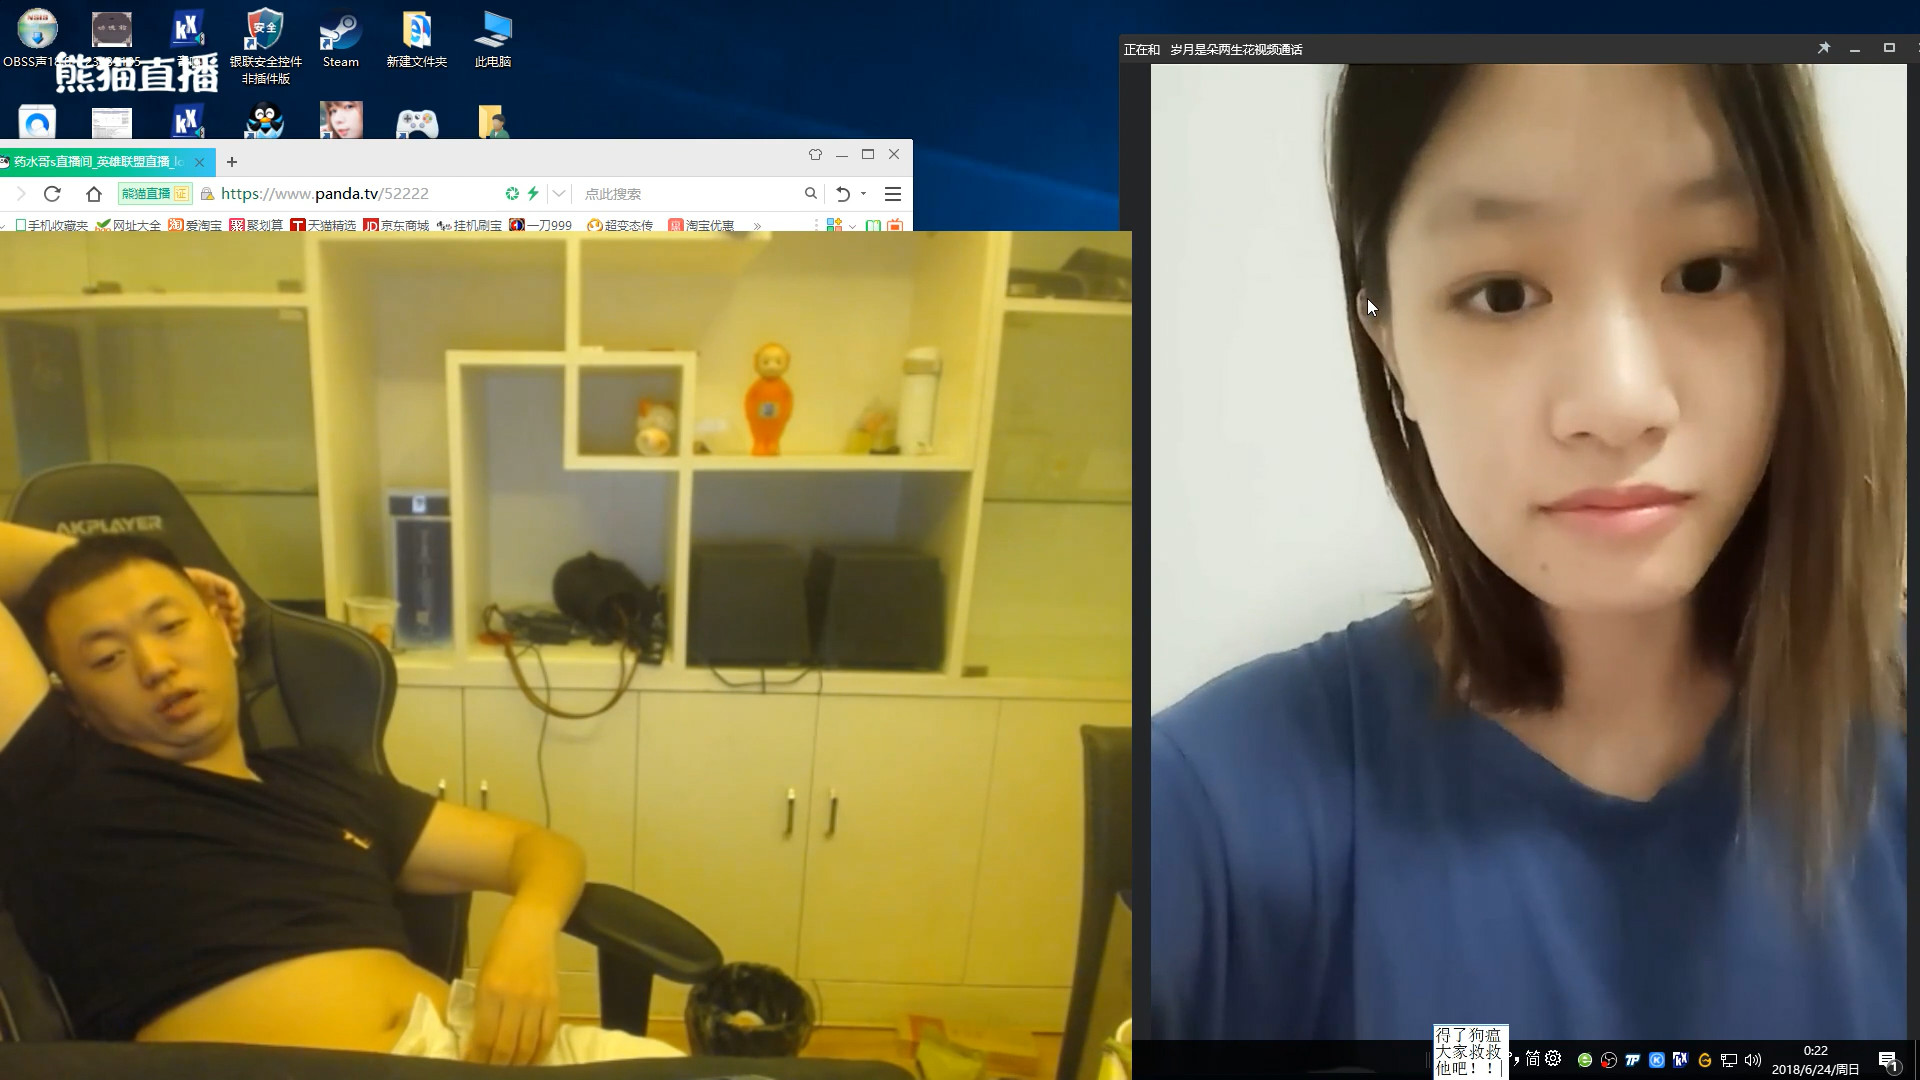 银联安全控件
非插件版
Steam
新建文件夹
此电脑
熊猫直播
正在和 岁月是朵两生花视频通话
药水哥s直播间_英雄联盟直播_lo
熊猫直播 证
https://www.panda.tv/52222
点此搜索
手机收藏夹 网址大全 爱淘宝 聚划算 天猫精选 京东商城 挂机刷宝 一刀999 超变态传 淘宝优惠
AKPLAYER
得了狗瘟
大家救救
他吧！！
简
0:22
2018/6/24/周日